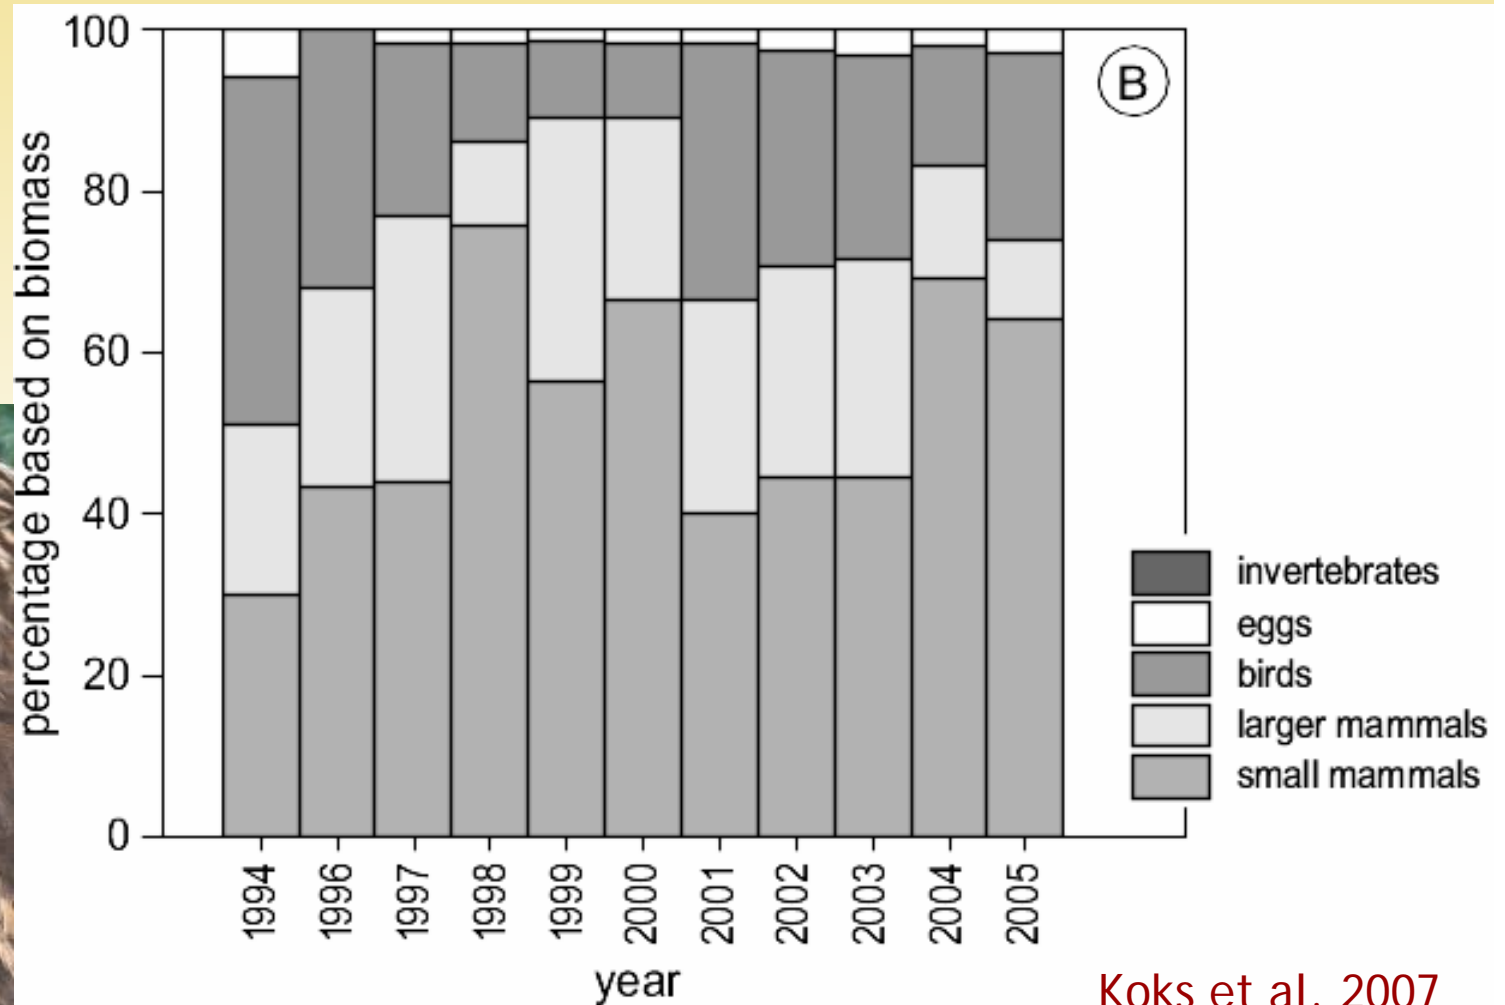 percentage based on biomass
100
80
60
40
20
0
B
invertebrates
eggs
birds
larger mammals
small mammals
1994
1996
1997
1998
1999
2000
2001
2002
2003
2004
2005
year
Koks et al. 2007